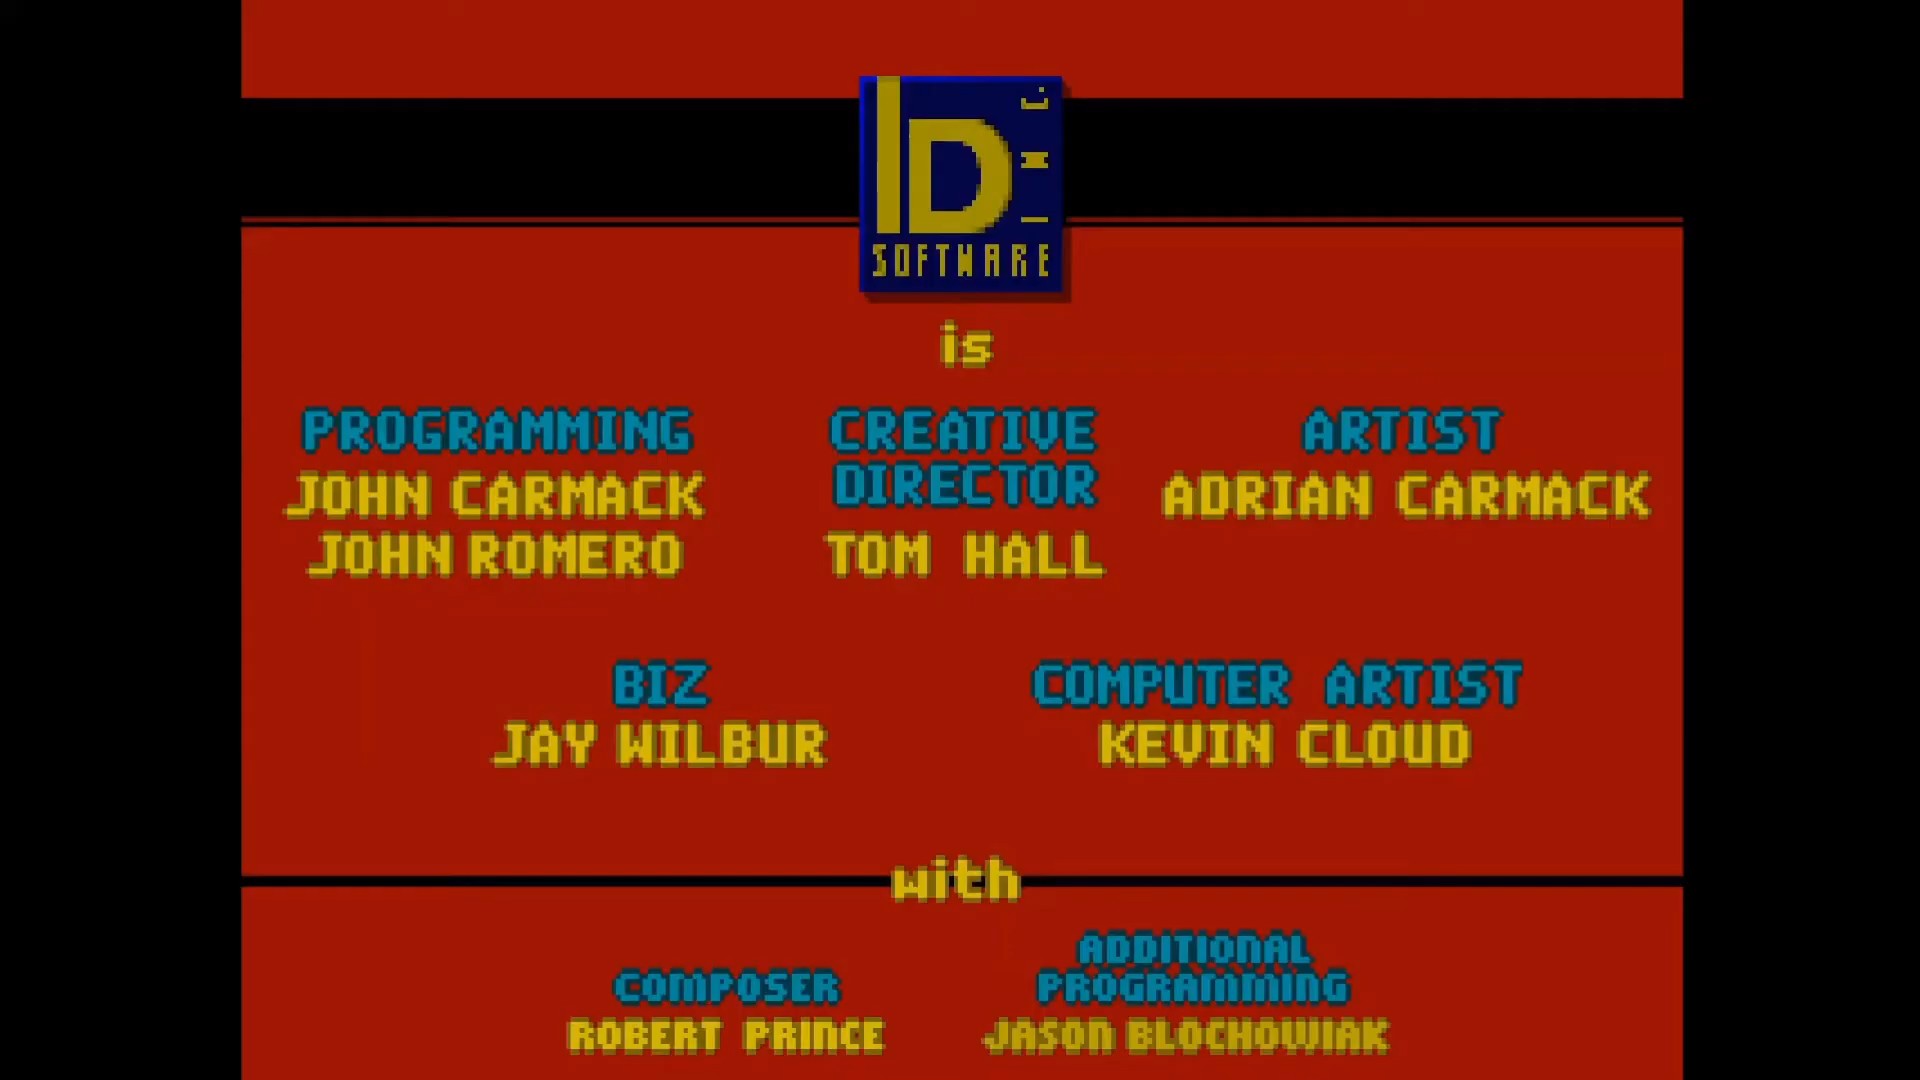 ID
INC.
SOFTWARE
is
PROGRAMMING
JOHN CARMACK
JOHN ROMERO
CREATIVE
DIRECTOR
TOM HALL
ARTIST
ADRIAN CARMACK
BIZ
JAY WILBUR
COMPUTER ARTIST
KEVIN CLOUD
with
COMPOSER
ROBERT PRINCE
ADDITIONAL
PROGRAMMING
JASON BLOCHOWIAK